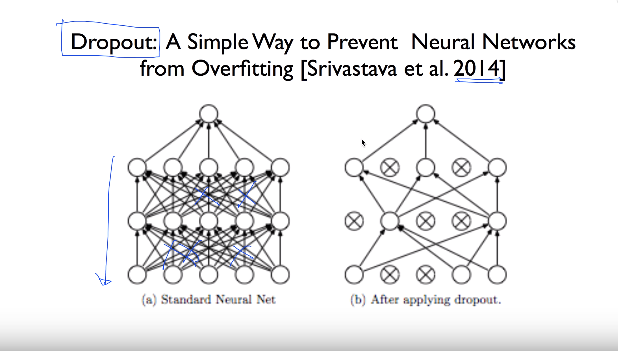 Dropout: A Simple Way to Prevent Neural Networks
from Overfitting [Srivastava et al. 2014]
(a) Standard Neural Net
(b) After applying dropout.